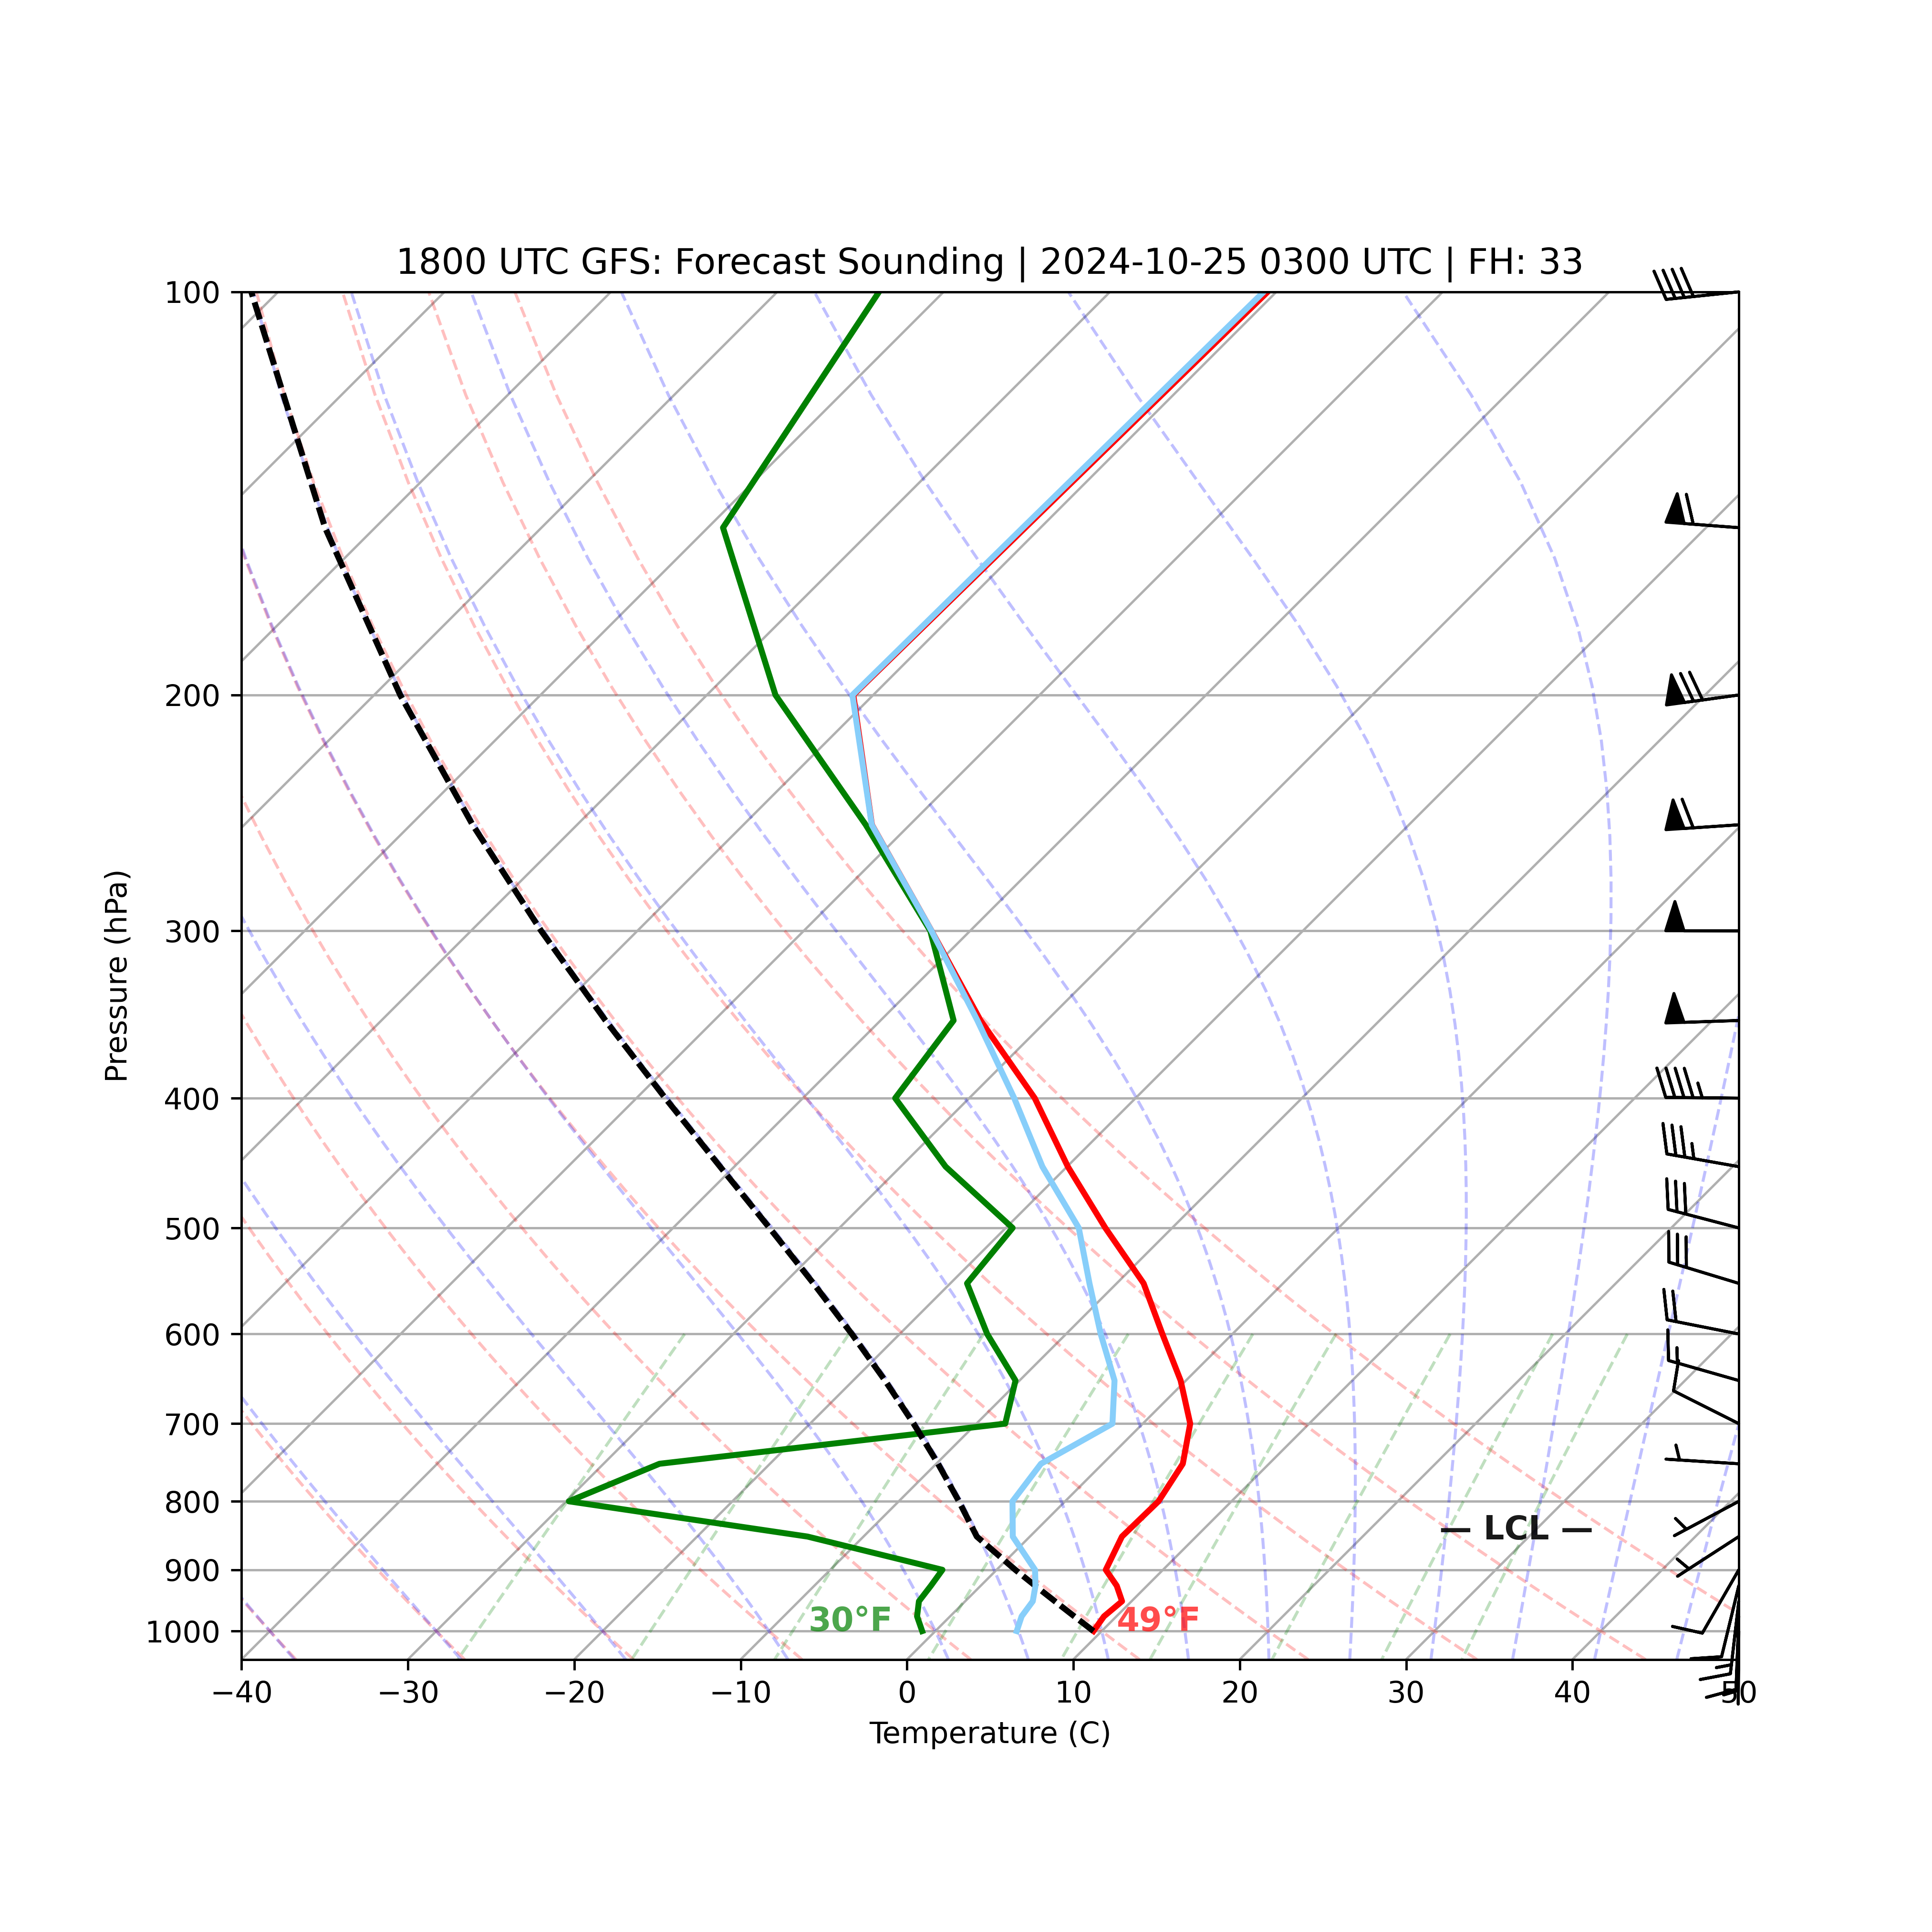 1800 UTC GFS: Forecast Sounding | 2024-10-25 0300 UTC | FH: 33
100
200
300
400
500
600
700
800
900
1000
Pressure (hPa)
— LCL —
30°F
49°F
−40 −30 −20 −10 0 10 20 30 40 50
Temperature (C)